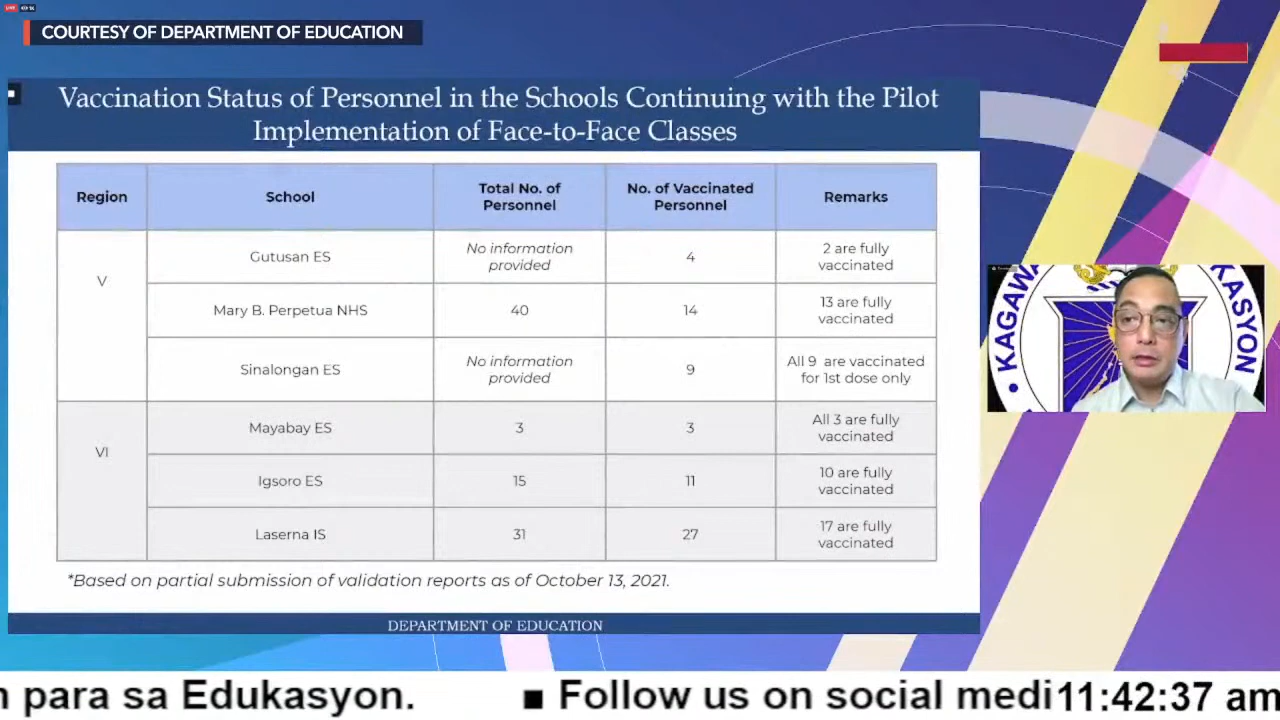 LIVE
COURTESY OF DEPARTMENT OF EDUCATION
Vaccination Status of Personnel in the Schools Continuing with the Pilot
Implementation of Face-to-Face Classes
Region School Total No. of Personnel No. of Vaccinated Personnel Remarks
V
Gutusan ES No information provided 4 2 are fully vaccinated
Mary B. Perpetua NHS 40 14 13 are fully vaccinated
Sinalongan ES No information provided 9 All 9 are vaccinated for 1st dose only
VI
Mayabay ES 3 3 All 3 are fully vaccinated
Igsoro ES 15 11 10 are fully vaccinated
Laserna IS 31 27 17 are fully vaccinated
*Based on partial submission of validation reports as of October 13, 2021.
DEPARTMENT OF EDUCATION
KAGAWA KASYON
n para sa Edukasyon. ■ Follow us on social medi 11:42:37 am